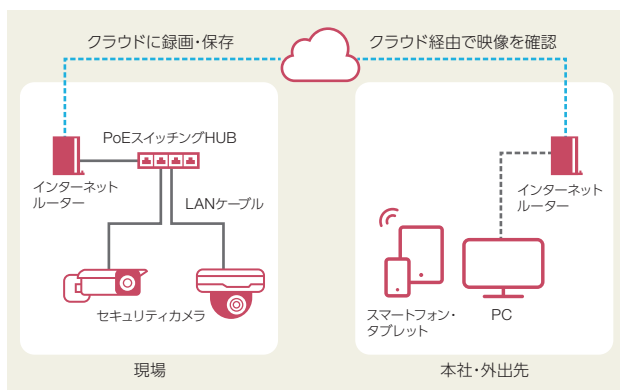 クラウドに録画・保存
クラウド経由で映像を確認
PoEスイッチングHUB
インターネット
ルーター
LANケーブル
セキュリティカメラ
現場
インターネット
ルーター
スマートフォン・
タブレット
PC
本社・外出先